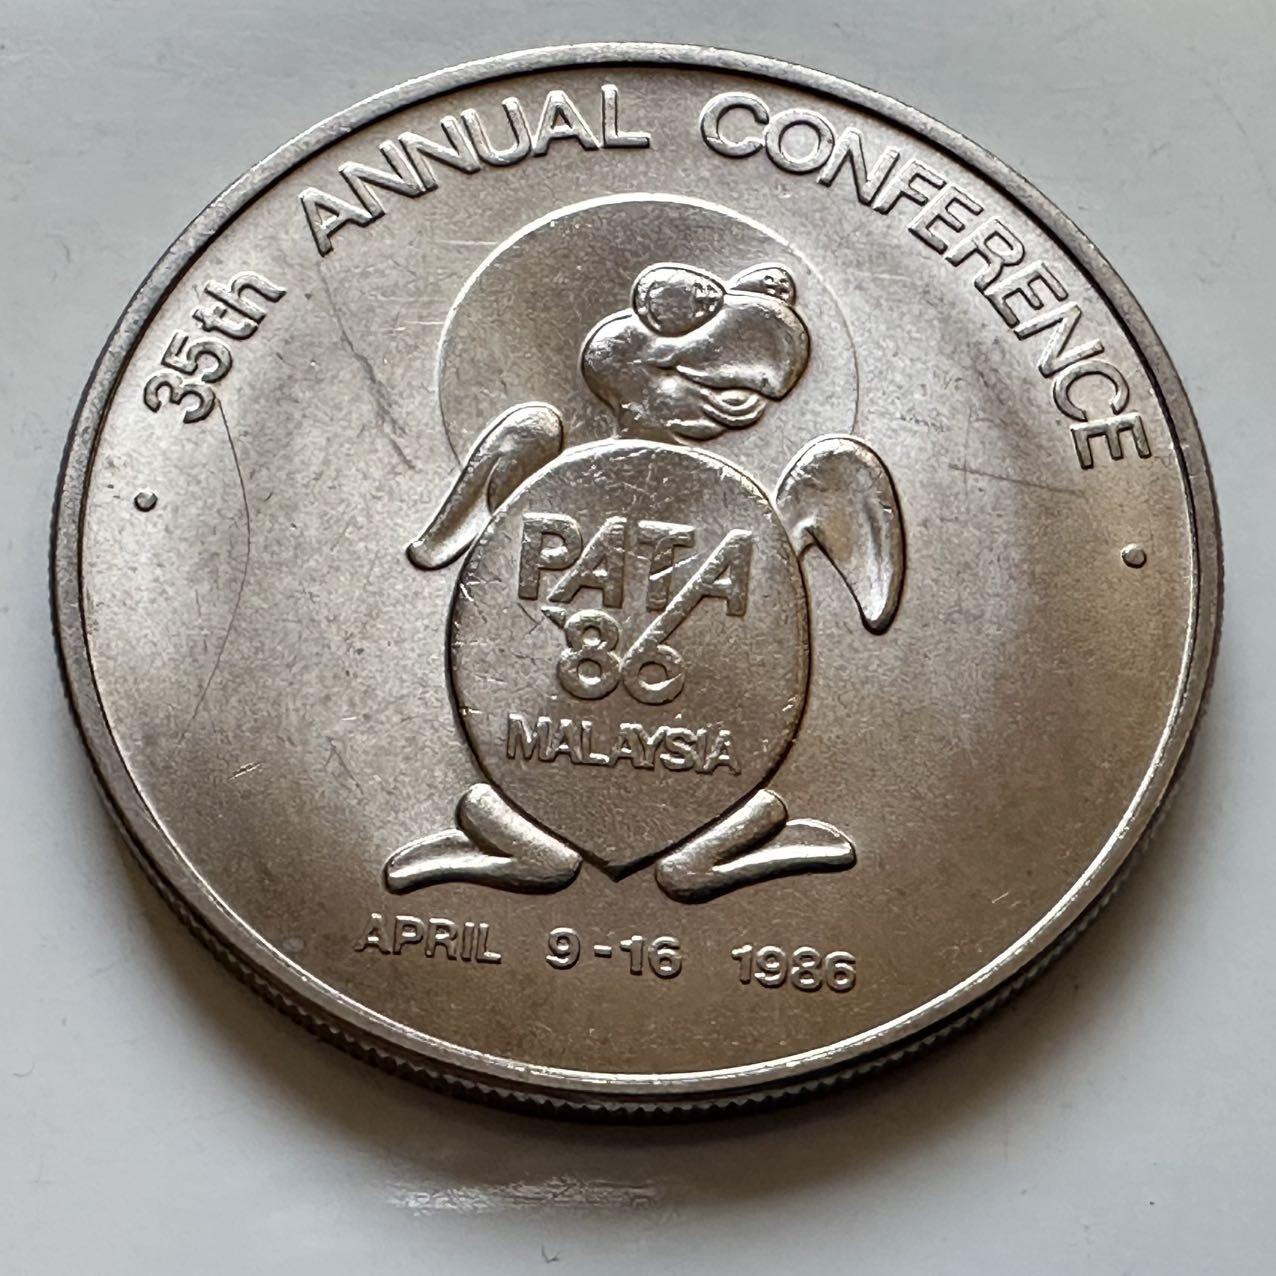 35th ANNUAL CONFERENCE
PATA
'86
MALAYSIA
APRIL 9-16 1986